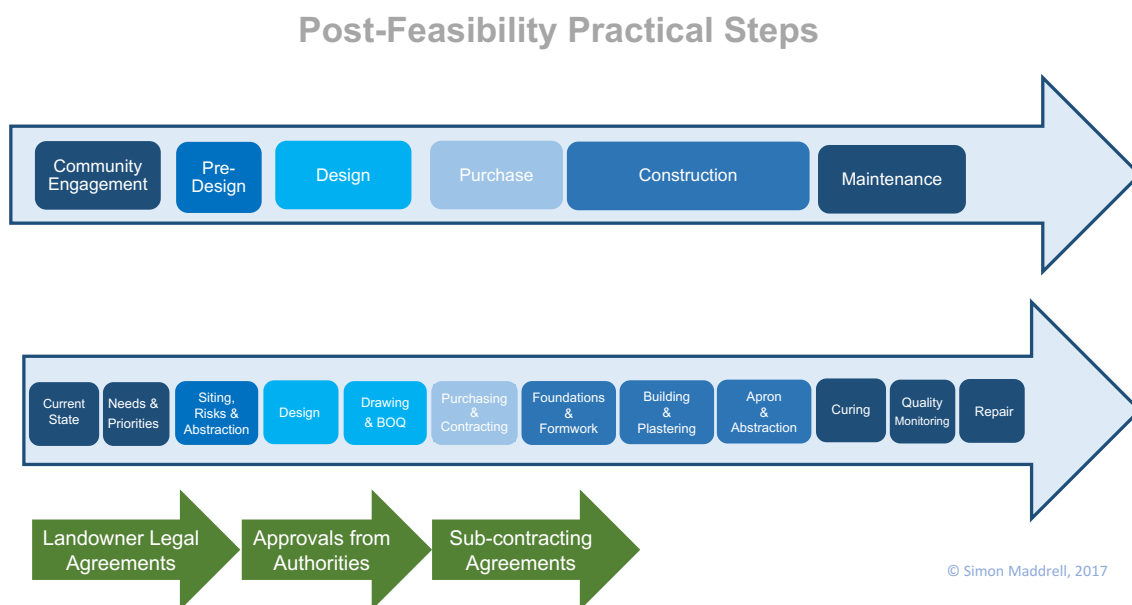 Post-Feasibility Practical Steps
Community
Engagement
Pre-
Design
Design
Purchase
Construction
Maintenance
Current
State
Needs &
Priorities
Siting,
Risks &
Abstraction
Design
Drawing
& BOQ
Purchasing
&
Contracting
Foundations
&
Formwork
Building
&
Plastering
Apron
&
Abstraction
Curing
Quality
Monitoring
Repair
Landowner Legal
Agreements
Approvals from
Authorities
Sub-contracting
Agreements
© Simon Maddrell, 2017